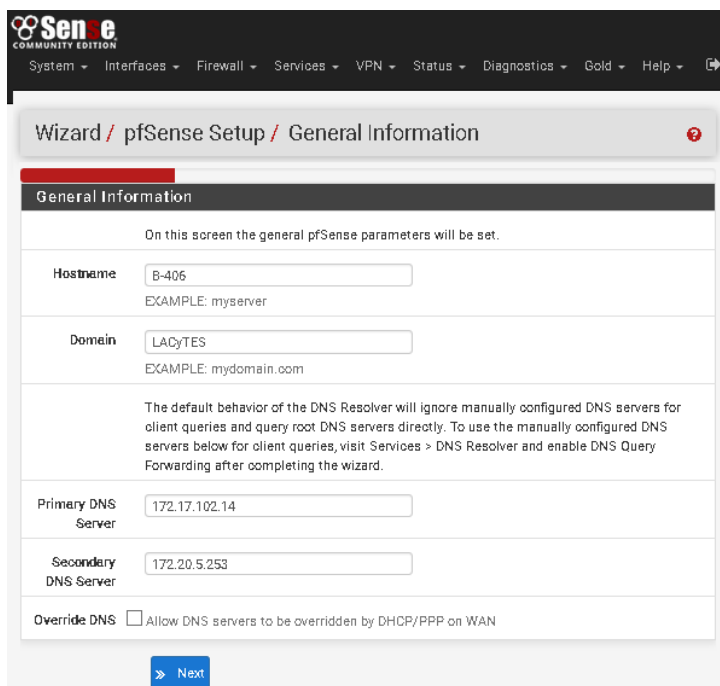 Sense
COMMUNITY EDITION
System Interfaces Firewall Services VPN Status Diagnostics Gold Help
Wizard / pfSense Setup / General Information
General Information
On this screen the general pfSense parameters will be set.
Hostname
B-406
EXAMPLE: myserver
Domain
LACyTES
EXAMPLE: mydomain.com
The default behavior of the DNS Resolver will ignore manually configured DNS servers for
client queries and query root DNS servers directly. To use the manually configured DNS
servers below for client queries, visit Services > DNS Resolver and enable DNS Query
Forwarding after completing the wizard.
Primary DNS
Server
172.17.102.14
Secondary
DNS Server
172.20.5.253
Override DNS Allow DNS servers to be overridden by DHCP/PPP on WAN
» Next